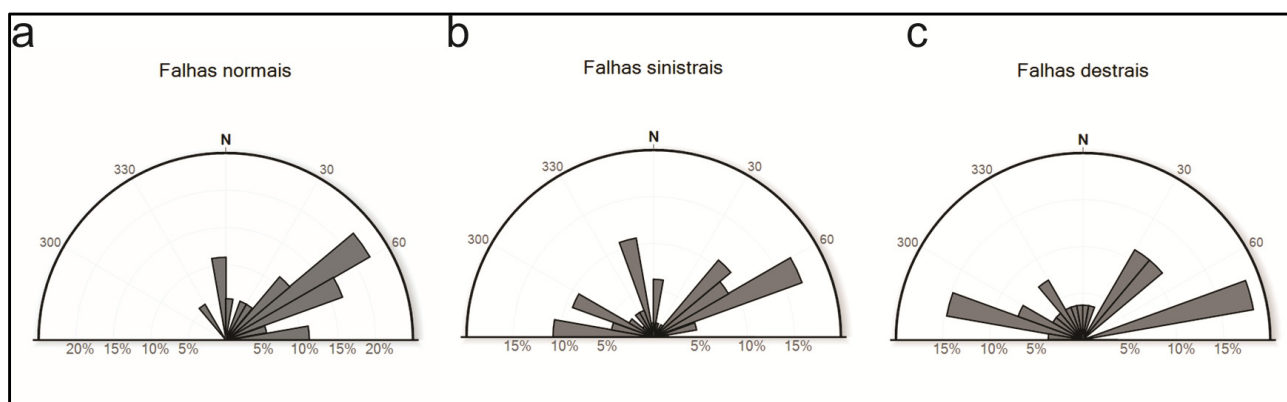 a
Falhas normais
N
330
30
300
60
20% 15% 10% 5% 5% 10% 15% 20%
b
Falhas sinistrais
N
330
30
300
60
15% 10% 5% 5% 10% 15%
c
Falhas destrais
N
330
30
300
60
15% 10% 5% 5% 10% 15%